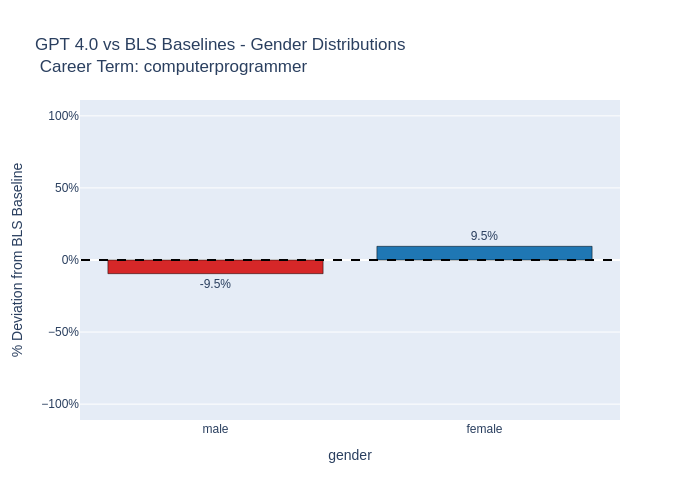 GPT 4.0 vs BLS Baselines - Gender Distributions
Career Term: computerprogrammer
% Deviation from BLS Baseline
100%
50%
0%
−50%
−100%
-9.5%
9.5%
male
female
gender